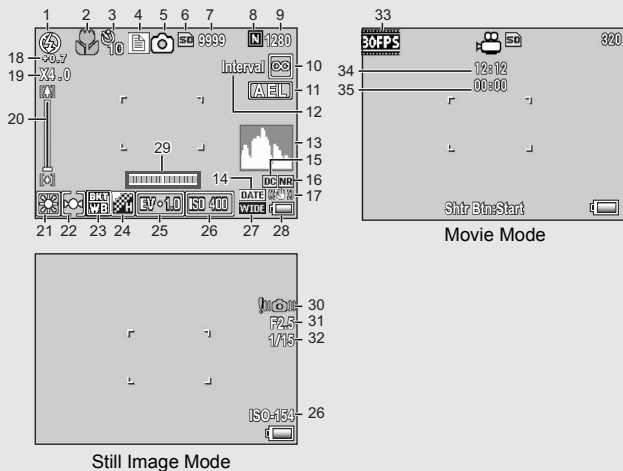 1 2 3 4 5 6 7 8 9
10 SD 9999 N 1280
18 +0.7
19 X4.0
Interval 10
AEL 11
12
20
13
29
15
14 DC NR 16
DATE 17
BKT WB H EV +1.0 ISO 400 WIDE
21 22 23 24 25 26 27 28
33
30FPS SD 320
34 12:12
35 00:00
Shtr Btn:Start
Movie Mode
30
F2.5 31
1/15 32
ISO-154 26
Still Image Mode